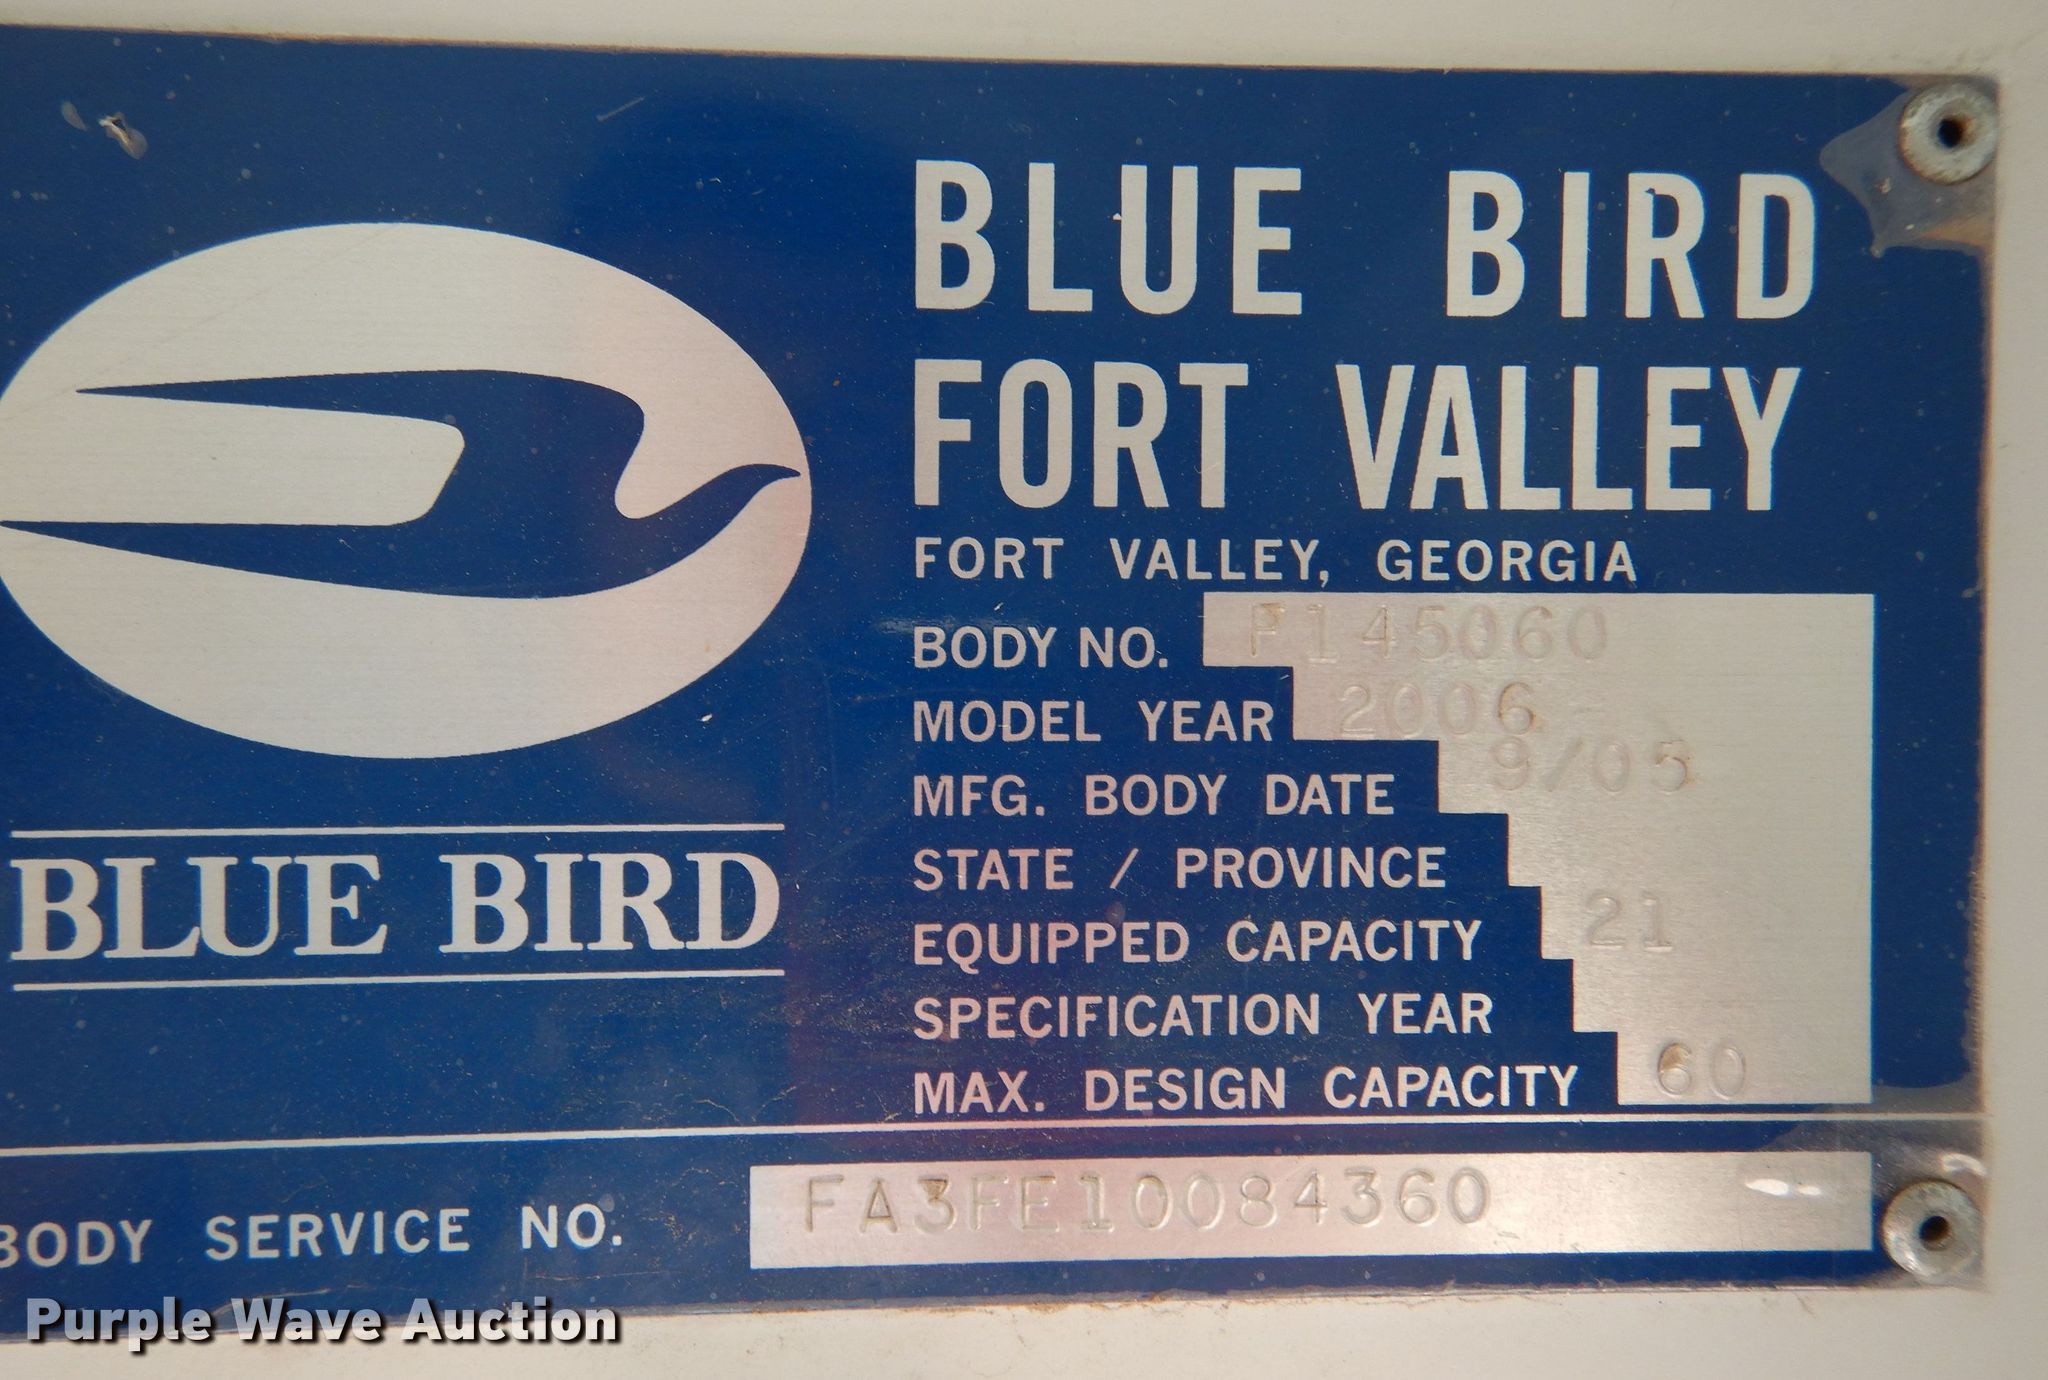 BLUE BIRD
FORT VALLEY
FORT VALLEY, GEORGIA
BODY NO. F145060
MODEL YEAR 2006
MFG. BODY DATE 9/05
STATE / PROVINCE
EQUIPPED CAPACITY 21
SPECIFICATION YEAR
MAX. DESIGN CAPACITY 60
BLUE BIRD
BODY SERVICE NO. FA3FE10084360
Purple Wave Auction